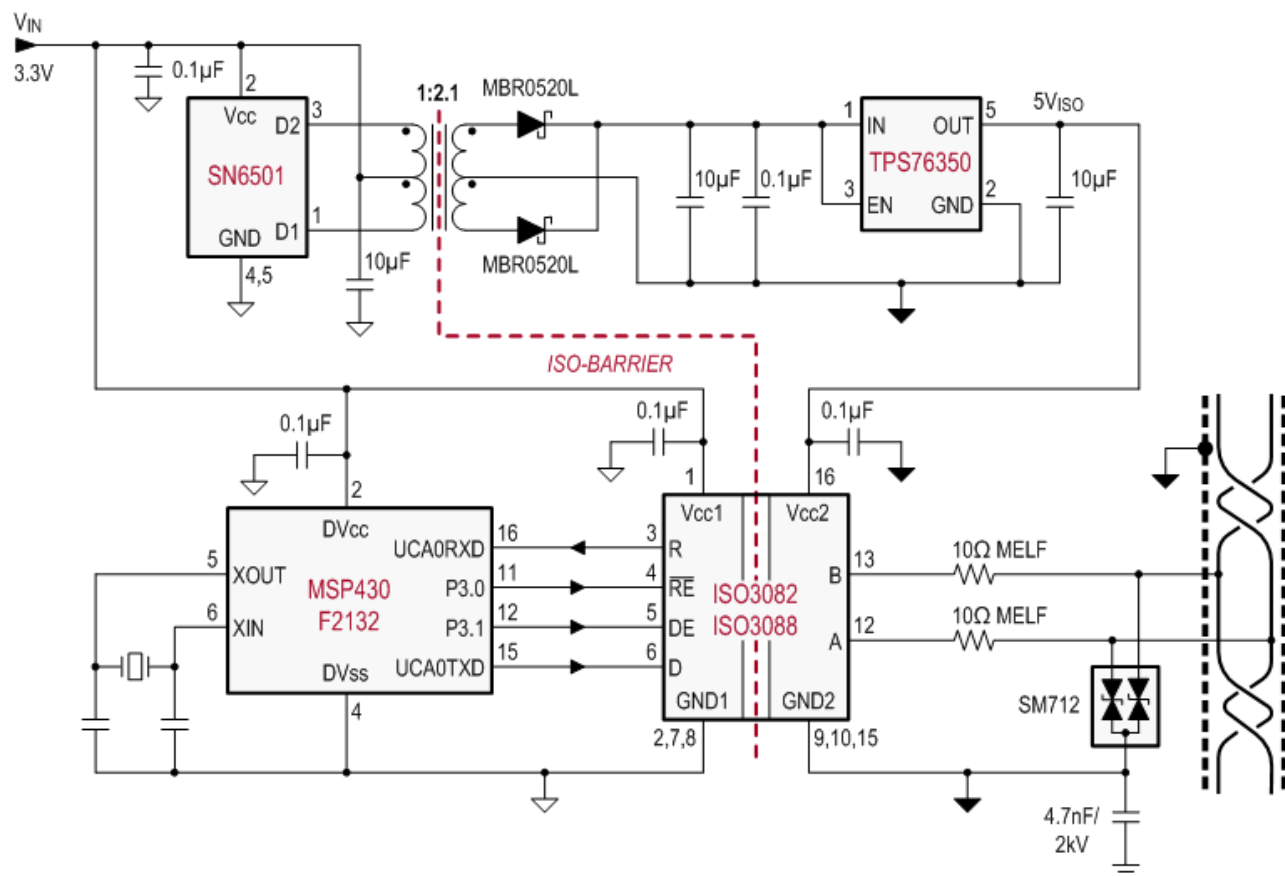 VIN
3.3V
0.1µF
2
Vcc
D2
3
SN6501
D1
1
GND
4,5
10µF
1:2.1
MBR0520L
MBR0520L
10µF
0.1µF
1
IN
OUT
5
TPS76350
3
EN
GND
2
5VISO
10µF
ISO-BARRIER
0.1µF
2
DVcc
5
XOUT
6
XIN
MSP430
F2132
UCA0RXD
16
P3.0
11
P3.1
12
UCA0TXD
15
DVss
4
0.1µF
1
Vcc1
3
R
4
RE
5
DE
6
D
GND1
2,7,8
ISO3082
ISO3088
0.1µF
16
Vcc2
B
13
A
12
GND2
9,10,15
10Ω MELF
10Ω MELF
SM712
4.7nF/
2kV